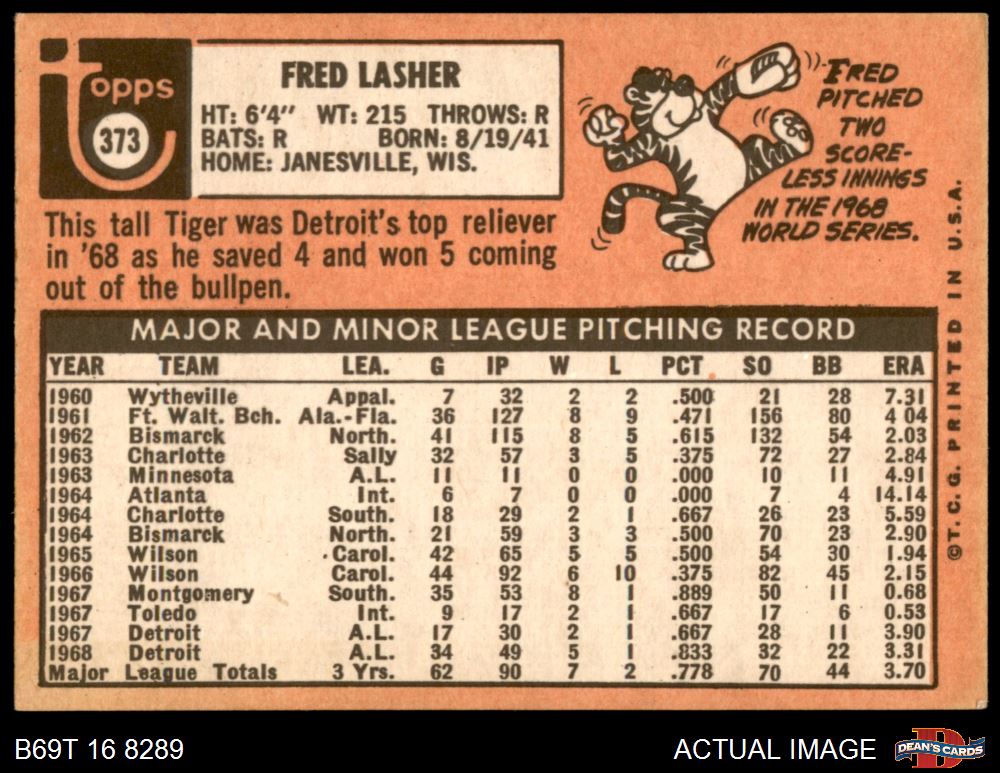 Topps
373
FRED LASHER
HT: 6'4" WT: 215 THROWS: R
BATS: R BORN: 8/19/41
HOME: JANESVILLE, WIS.
FRED
PITCHED
TWO
SCORE-
LESS INNINGS
IN THE 1968
WORLD SERIES.
This tall Tiger was Detroit's top reliever
in '68 as he saved 4 and won 5 coming
out of the bullpen.
MAJOR AND MINOR LEAGUE PITCHING RECORD
YEAR TEAM LEA. G IP W L PCT SO BB ERA
1960 Wytheville Appal. 7 32 2 2 .500 21 28 7.31
1961 Ft. Walt. Bch. Ala.-Fla. 36 127 8 9 .471 156 80 4 04
1962 Bismarck North. 41 115 8 5 .615 132 54 2.03
1963 Charlotte Sally 32 57 3 5 .375 72 27 2.84
1963 Minnesota A.L. 11 11 0 0 .000 10 11 4.91
1964 Atlanta Int. 6 7 0 0 .000 7 4 14.14
1964 Charlotte South. 18 29 2 1 .667 26 23 5.59
1964 Bismarck North. 21 59 3 3 .500 70 23 2.90
1965 Wilson Carol. 42 65 5 5 .500 54 30 1.94
1966 Wilson Carol. 44 92 6 10 .375 82 45 2.15
1967 Montgomery South. 35 53 8 1 .889 50 11 0.68
1967 Toledo Int. 9 17 2 1 .667 17 6 0.53
1967 Detroit A.L. 17 30 2 1 .667 28 11 3.90
1968 Detroit A.L. 34 49 5 1 .833 32 22 3.31
Major League Totals 3 Yrs. 62 90 7 2 .778 70 44 3.70
©T.C.G. PRINTED IN U.S.A.
B69T 16 8289
ACTUAL IMAGE
D
DEAN'S CARDS